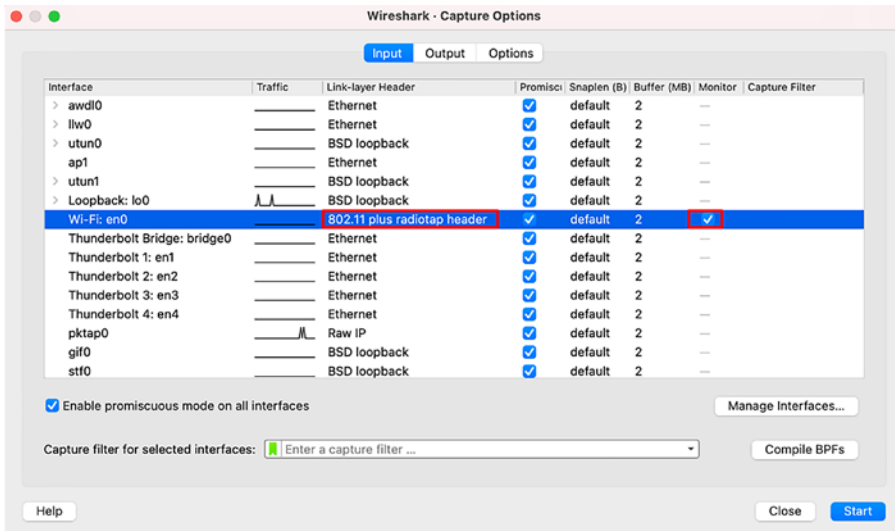 Wireshark · Capture Options
Input Output Options
Interface Traffic Link-layer Header Promisc Snaplen (B) Buffer (MB) Monitor Capture Filter
awdl0 Ethernet default 2 —
llw0 Ethernet default 2 —
utun0 BSD loopback default 2 —
ap1 Ethernet default 2 —
utun1 BSD loopback default 2 —
Loopback: lo0 BSD loopback default 2 —
Wi-Fi: en0 802.11 plus radiotap header default 2
Thunderbolt Bridge: bridge0 Ethernet default 2 —
Thunderbolt 1: en1 Ethernet default 2 —
Thunderbolt 2: en2 Ethernet default 2 —
Thunderbolt 3: en3 Ethernet default 2 —
Thunderbolt 4: en4 Ethernet default 2 —
pktap0 Raw IP default 2 —
gif0 BSD loopback default 2 —
stf0 BSD loopback default 2 —
Enable promiscuous mode on all interfaces Manage Interfaces...
Capture filter for selected interfaces: Enter a capture filter ... Compile BPFs
Help Close Start